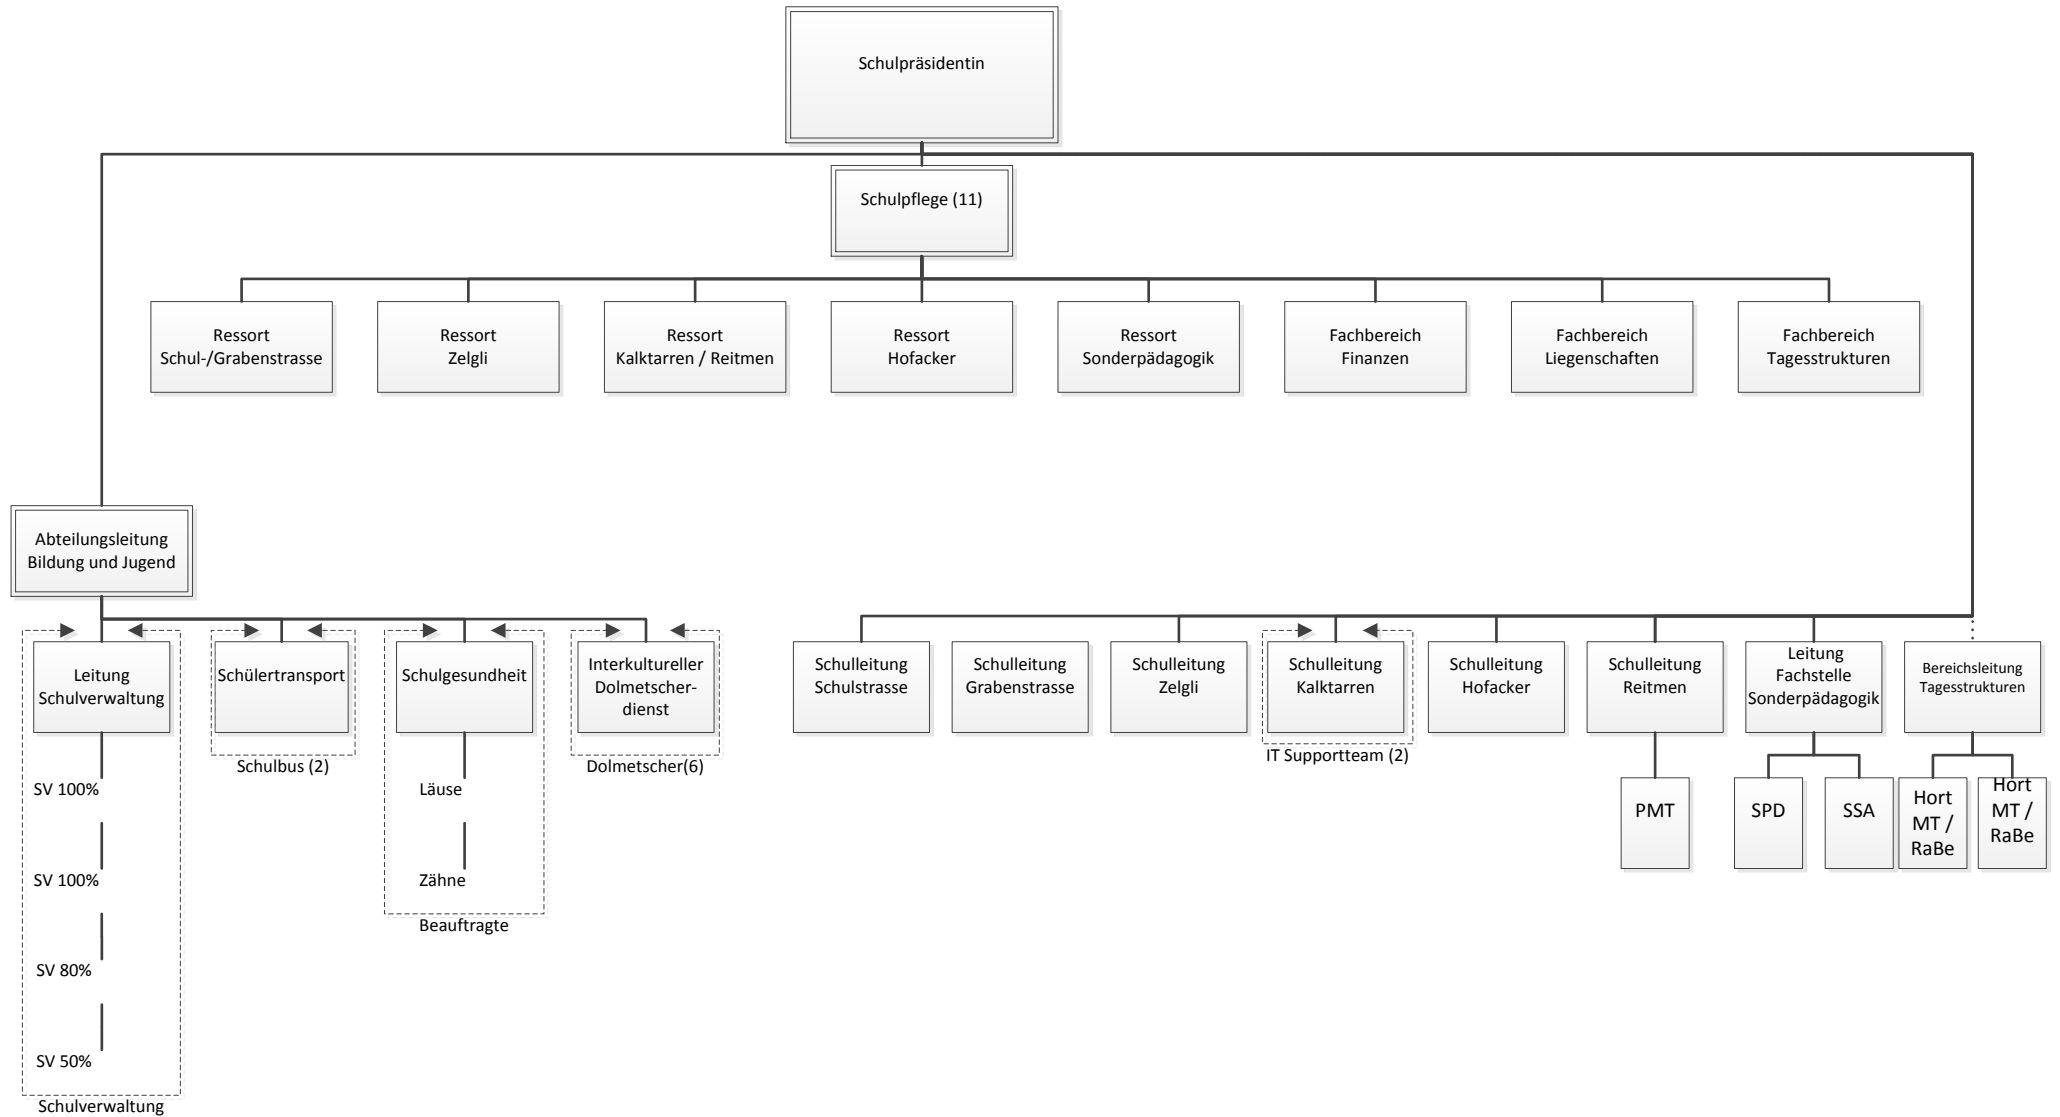 Schulpräsidentin
Schulpflege (11)
Ressort
Schul-/Grabenstrasse
Ressort
Zelgli
Ressort
Kalktarren / Reitmen
Ressort
Hofacker
Ressort
Sonderpädagogik
Fachbereich
Finanzen
Fachbereich
Liegenschaften
Fachbereich
Tagesstrukturen
Abteilungsleitung
Bildung und Jugend
Leitung
Schulverwaltung
SV 100%
SV 100%
SV 80%
SV 50%
Schulverwaltung
Schülertransport
Schulbus (2)
Schulgesundheit
Läuse
Zähne
Beauftragte
Interkultureller
Dolmetscher-
dienst
Dolmetscher(6)
Schulleitung
Schulstrasse
Schulleitung
Grabenstrasse
Schulleitung
Zelgli
Schulleitung
Kalktarren
IT Supportteam (2)
Schulleitung
Hofacker
Schulleitung
Reitmen
PMT
Leitung
Fachstelle
Sonderpädagogik
SPD
SSA
Bereichsleitung
Tagesstrukturen
Hort
MT /
RaBe
Hort
MT /
RaBe